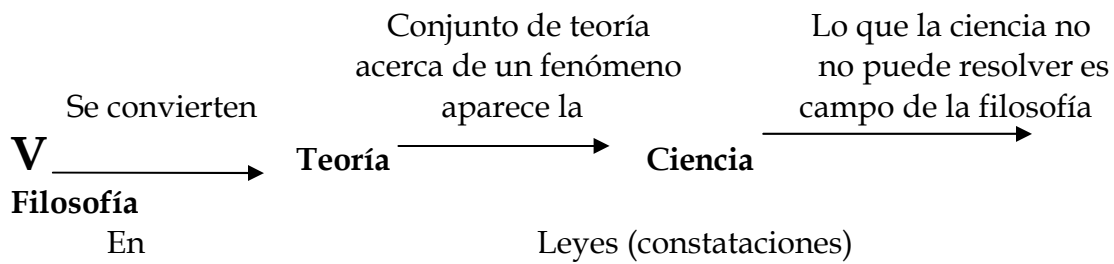 Conjunto de teoría
acerca de un fenómeno
aparece la
Lo que la ciencia no
no puede resolver es
campo de la filosofía
Se convierten
V
Teoría
Ciencia
Filosofía
En
Leyes (constataciones)